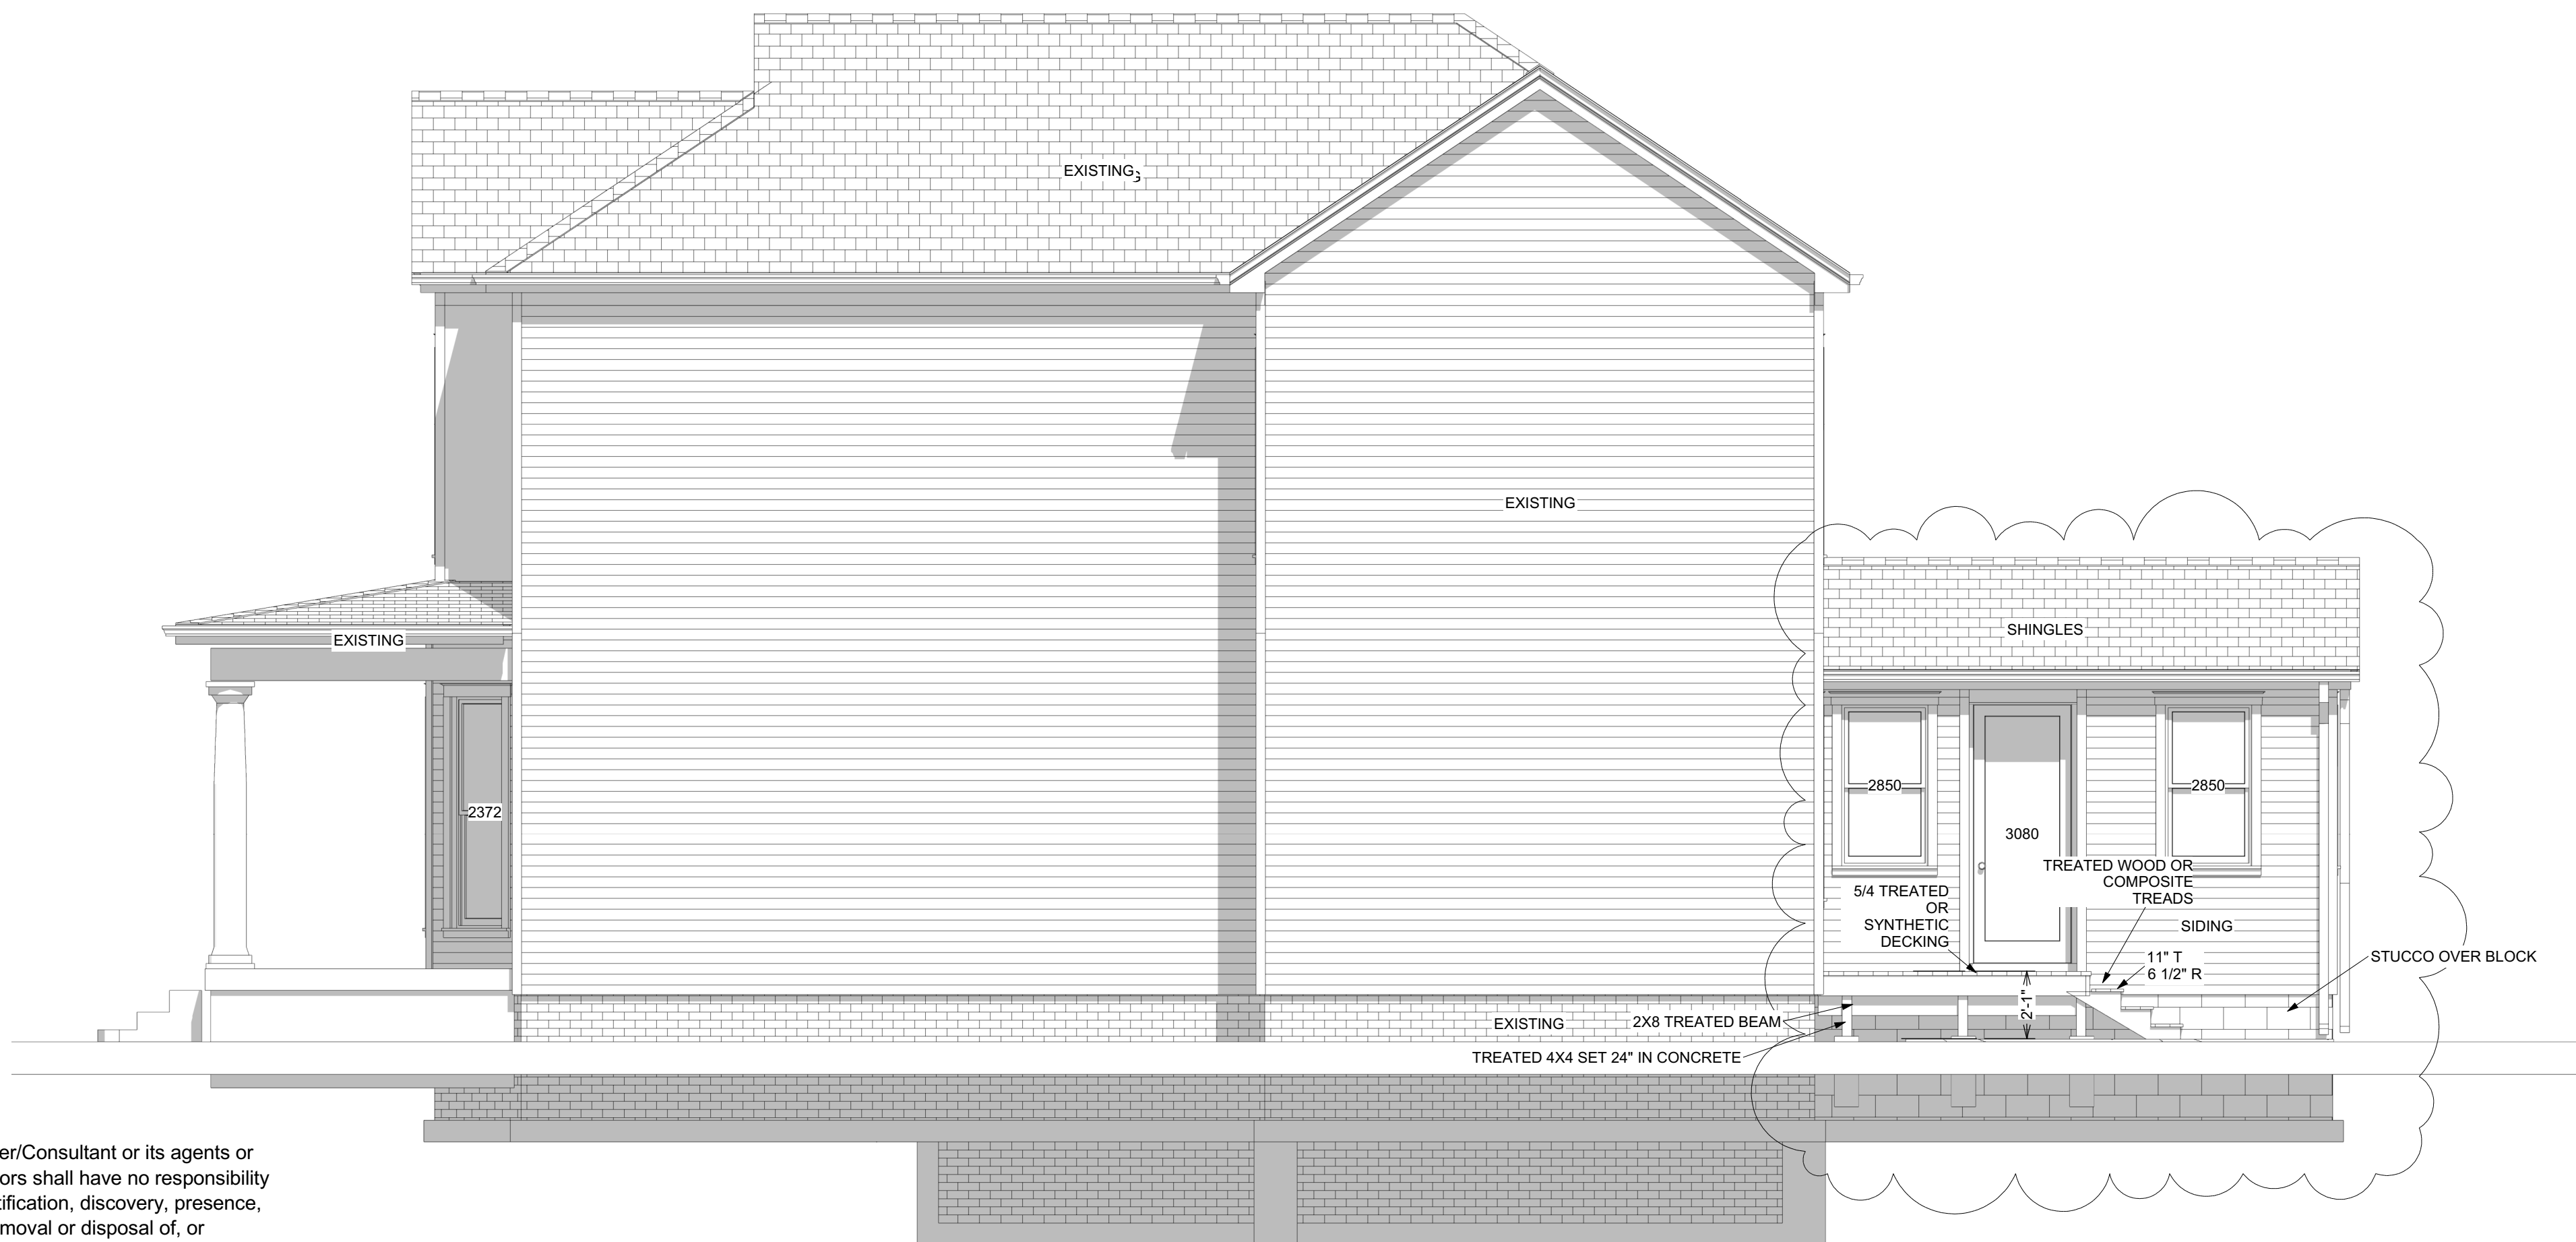 EXISTING
EXISTING
EXISTING
SHINGLES
2372
2850
2850
3080
TREATED WOOD OR
COMPOSITE
TREADS
5/4 TREATED
OR
SYNTHETIC
DECKING
SIDING
11" T
6 1/2" R
STUCCO OVER BLOCK
2'-1"
EXISTING
2X8 TREATED BEAM
TREATED 4X4 SET 24" IN CONCRETE
er/Consultant or its agents or
ors shall have no responsibility
tification, discovery, presence,
moval or disposal of, or